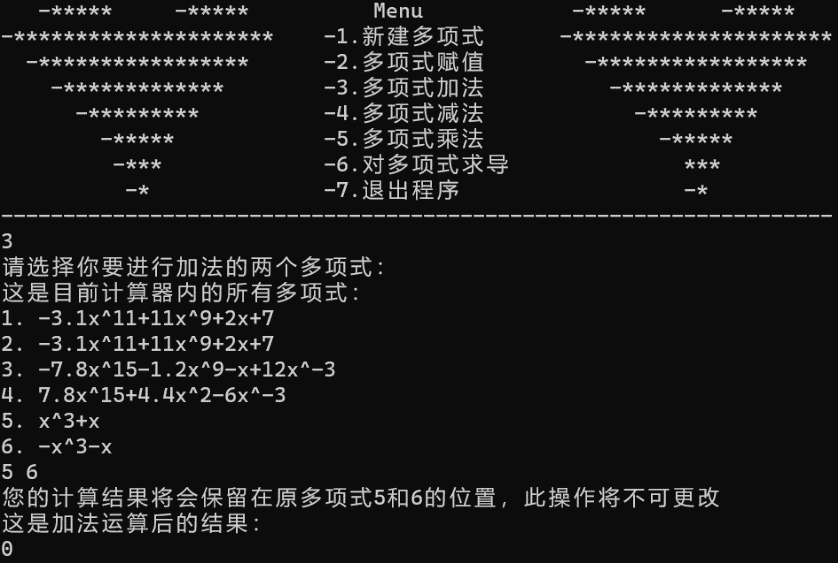 -*****     -*****          Menu            -*****      -*****
-*********************    -1.新建多项式      -*********************
-*****************      -2.多项式赋值        -*****************
-*************        -3.多项式加法          -*************
-*********          -4.多项式减法            -*********
-*****            -5.多项式乘法              -*****
-***             -6.对多项式求导              ***
-*              -7.退出程序                  -*
-------------------------------------------------------------------
3
请选择你要进行加法的两个多项式:
这是目前计算器内的所有多项式:
1. -3.1x^11+11x^9+2x+7
2. -3.1x^11+11x^9+2x+7
3. -7.8x^15-1.2x^9-x+12x^-3
4. 7.8x^15+4.4x^2-6x^-3
5. x^3+x
6. -x^3-x
5 6
您的计算结果将会保留在原多项式5和6的位置，此操作将不可更改
这是加法运算后的结果:
0